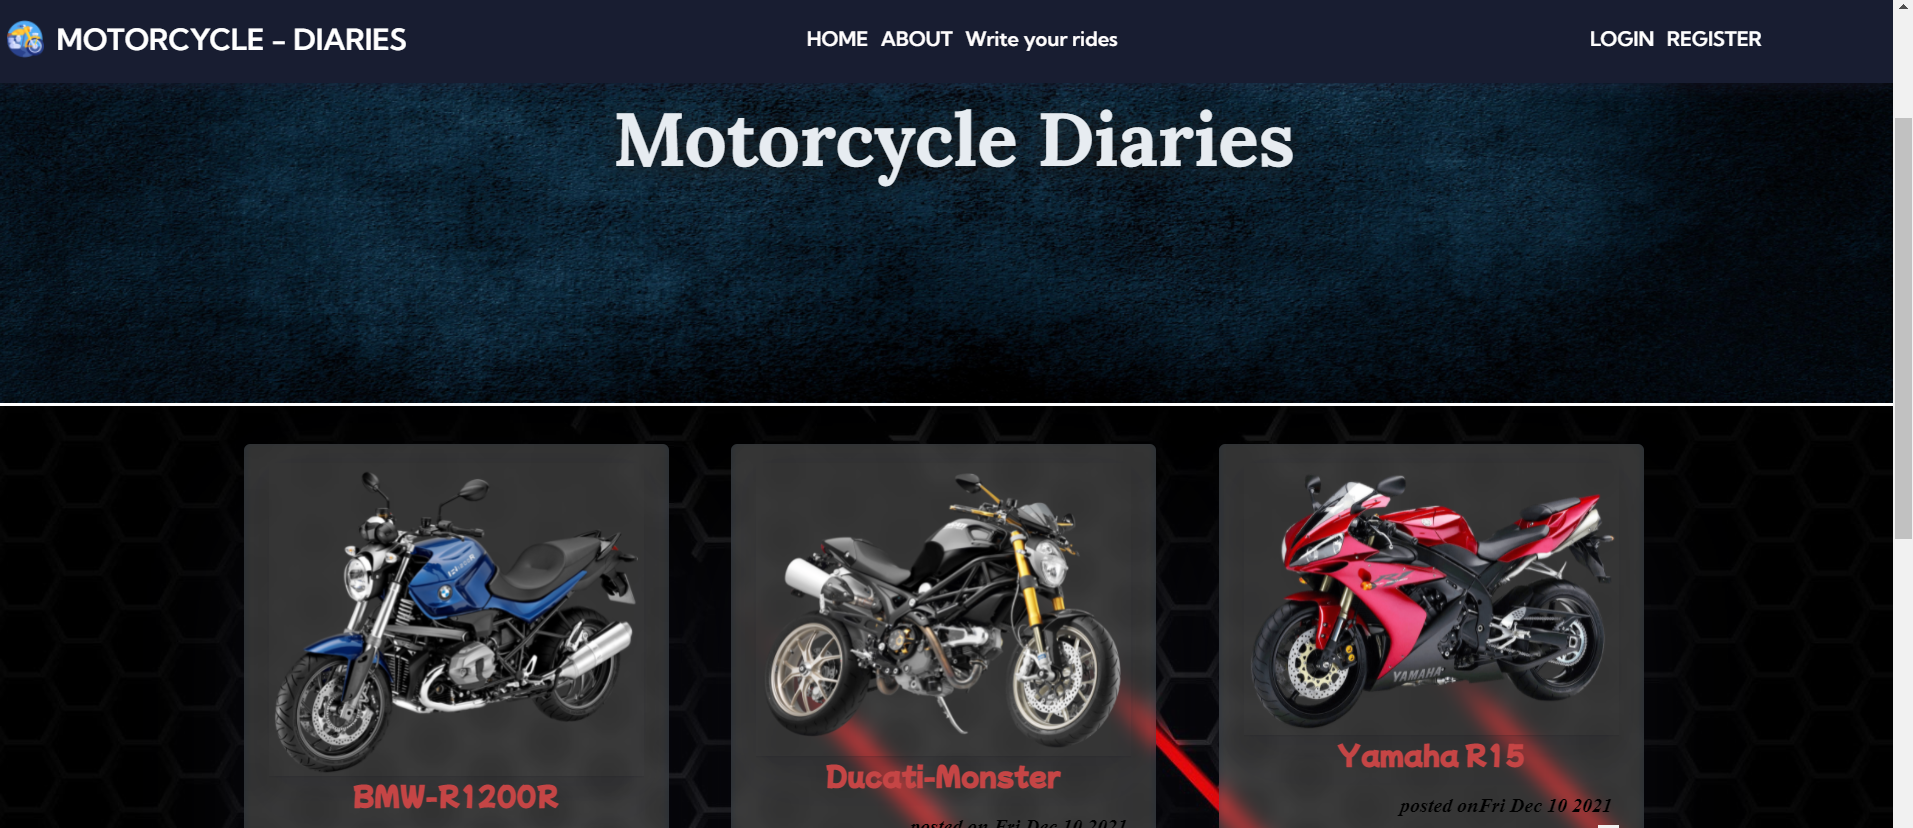 MOTORCYCLE - DIARIES
HOME ABOUT Write your rides
LOGIN REGISTER
Motorcycle Diaries
YAMAHA
BMW-R1200R
Ducati-Monster
Yamaha R15
posted on Fri Dec 10 2021
posted onFri Dec 10 2021